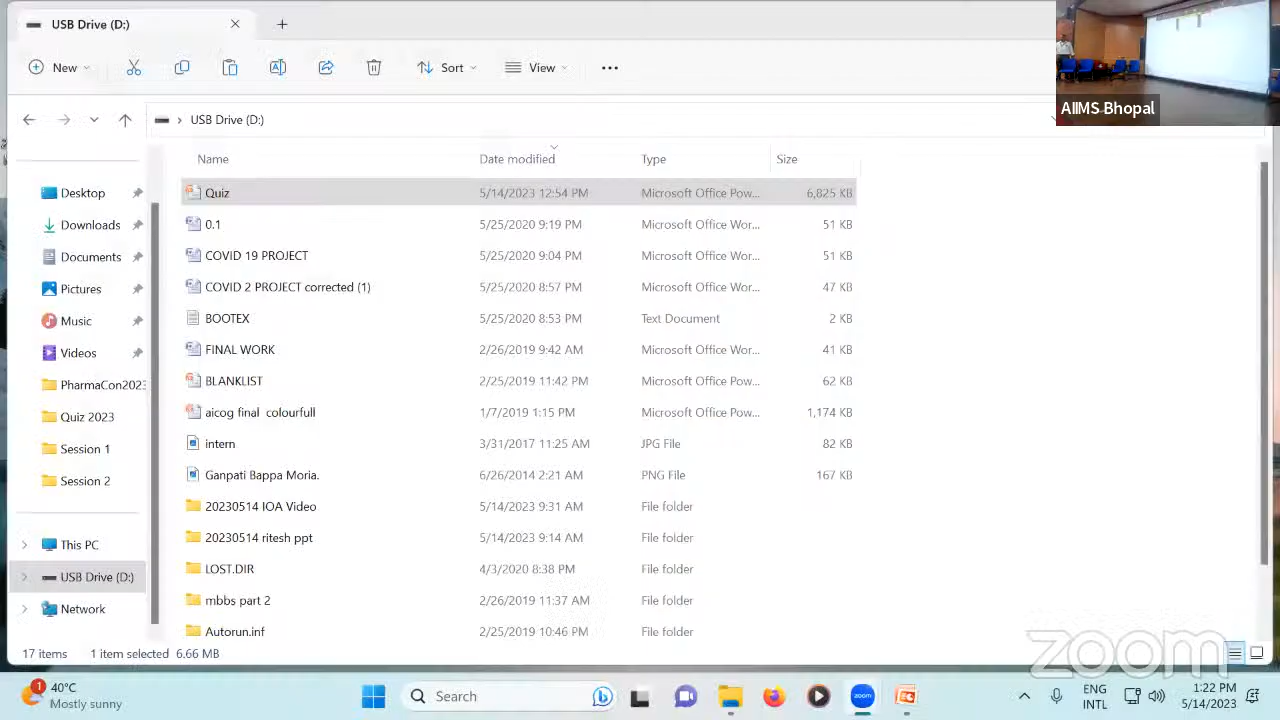 USB Drive (D:)
New
Sort
View
AIIMS Bhopal
USB Drive (D:)
Name Date modified Type Size
Quiz 5/14/2023 12:54 PM Microsoft Office Pow... 6,825 KB
0.1 5/25/2020 9:19 PM Microsoft Office Wor... 51 KB
COVID 19 PROJECT 5/25/2020 9:04 PM Microsoft Office Wor... 51 KB
COVID 2 PROJECT corrected (1) 5/25/2020 8:57 PM Microsoft Office Wor... 47 KB
BOOTEX 5/25/2020 8:53 PM Text Document 2 KB
FINAL WORK 2/26/2019 9:42 AM Microsoft Office Wor... 41 KB
BLANKLIST 2/25/2019 11:42 PM Microsoft Office Pow... 62 KB
aicog final colourfull 1/7/2019 1:15 PM Microsoft Office Pow... 1,174 KB
intern 3/31/2017 11:25 AM JPG File 82 KB
Ganpati Bappa Moria. 6/26/2014 2:21 AM PNG File 167 KB
20230514 IOA Video 5/14/2023 9:31 AM File folder
20230514 ritesh ppt 5/14/2023 9:14 AM File folder
LOST.DIR 4/3/2020 8:38 PM File folder
mbbs part 2 2/26/2019 11:37 AM File folder
Autorun.inf 2/25/2019 10:46 PM File folder
Desktop
Downloads
Documents
Pictures
Music
Videos
PharmaCon2023
Quiz 2023
Session 1
Session 2
This PC
USB Drive (D:)
Network
17 items 1 item selected 6.66 MB
zoom
1
40°C
Mostly sunny
Search
zoom
ENG
INTL
1:22 PM
5/14/2023